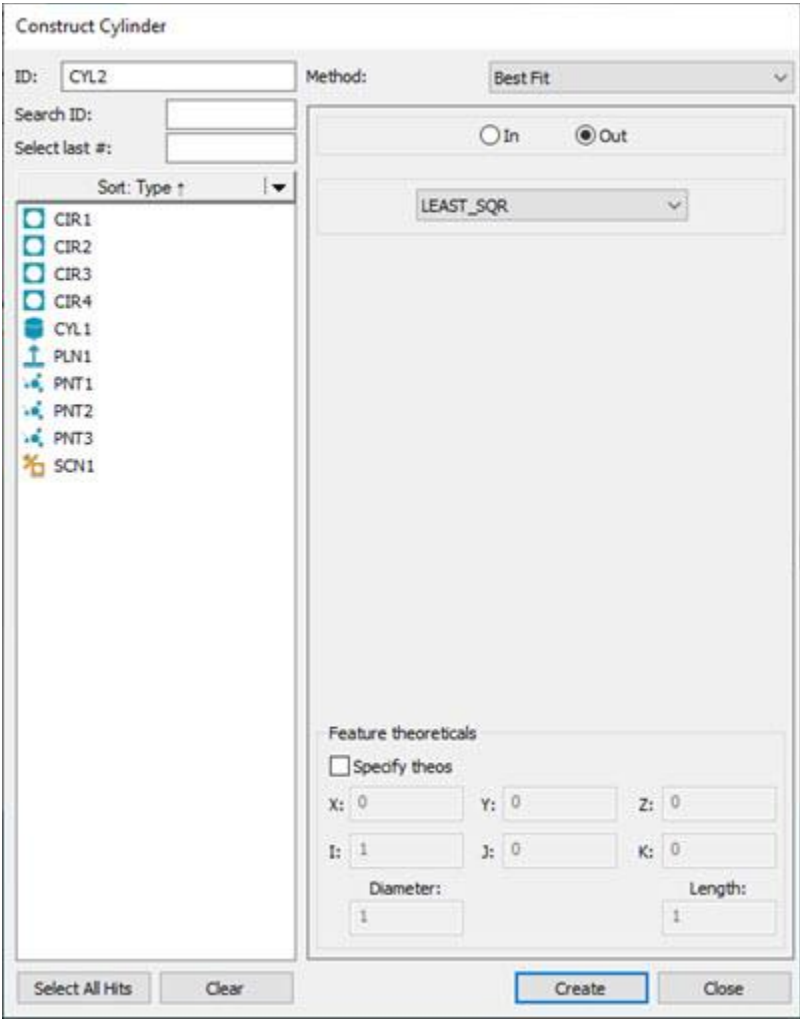 Construct Cylinder
ID: CYL2
Method: Best Fit
Search ID:
Select last #:
In Out
Sort: Type ↑
LEAST_SQR
CIR1
CIR2
CIR3
CIR4
CYL1
PLN1
PNT1
PNT2
PNT3
SCN1
Feature theoreticals
Specify theos
X: 0 Y: 0 Z: 0
I: 1 J: 0 K: 0
Diameter: Length:
1 1
Select All Hits Clear Create Close